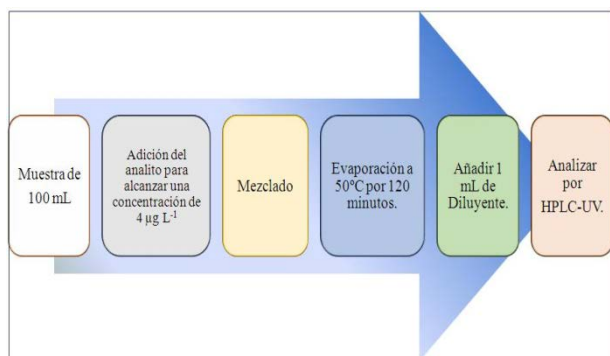 Muestra de
100 mL
Adición del
analito para
alcanzar una
concentración de
4 µg L⁻¹
Mezclado
Evaporación a
50°C por 120
minutos.
Añadir 1
mL de
Diluyente.
Analizar
por
HPLC-UV.